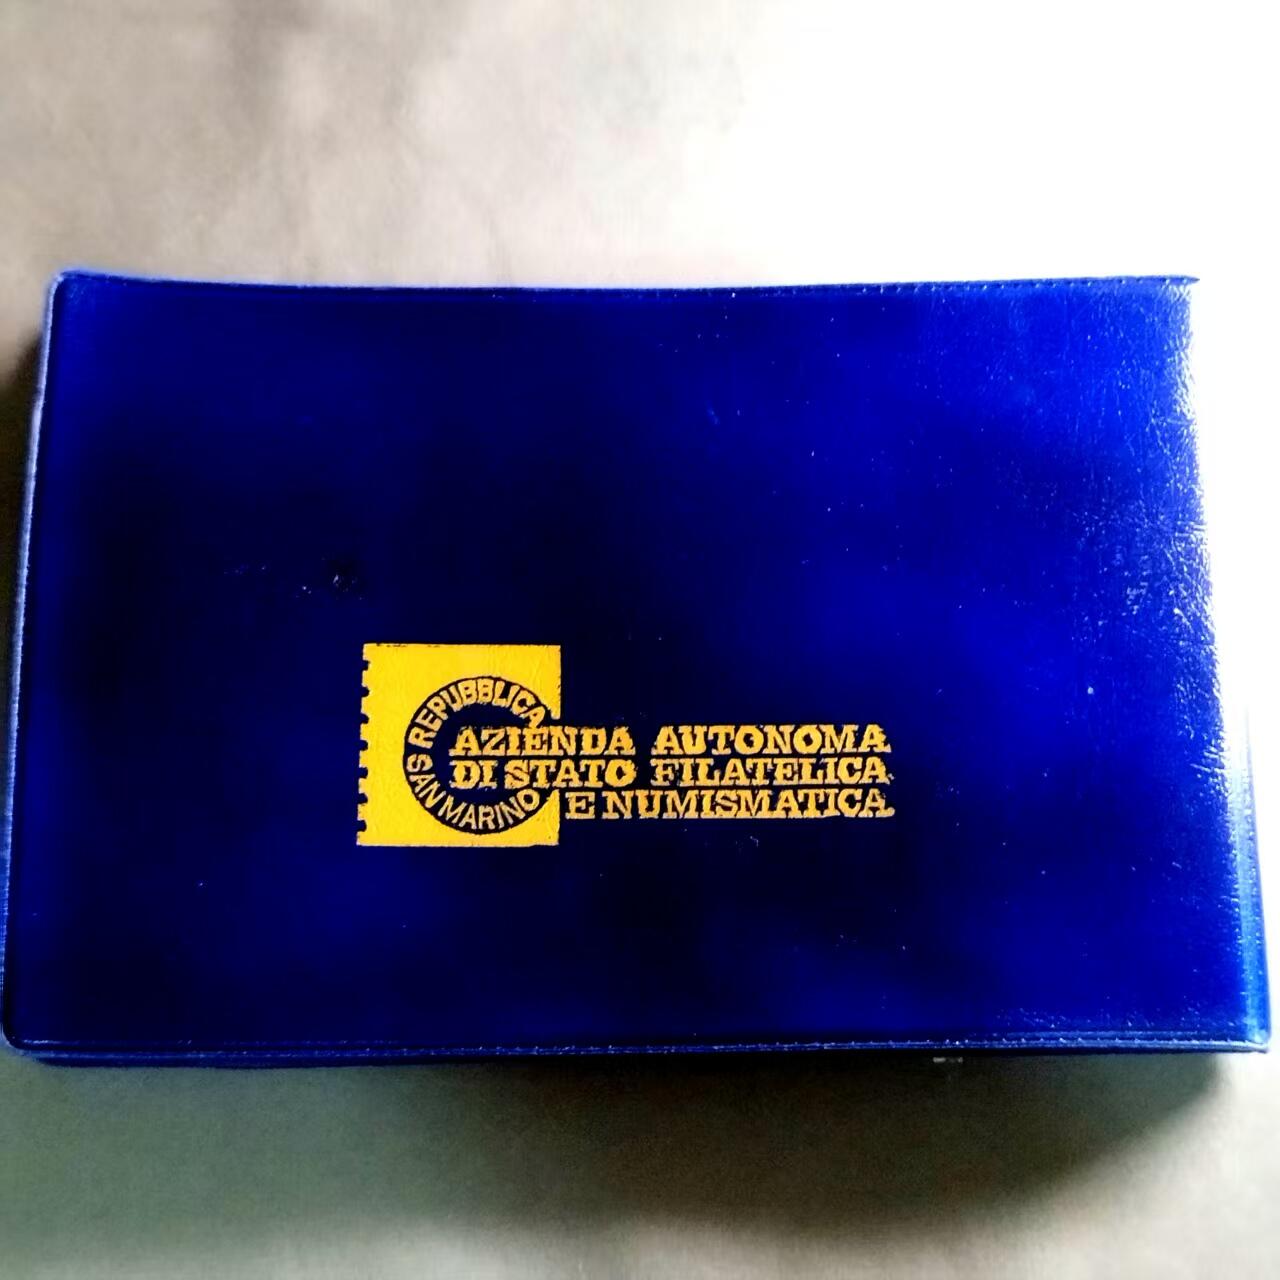 REPUBBLICA
SAN MARINO
AZIENDA AUTONOMA
DI STATO FILATELICA
E NUMISMATICA